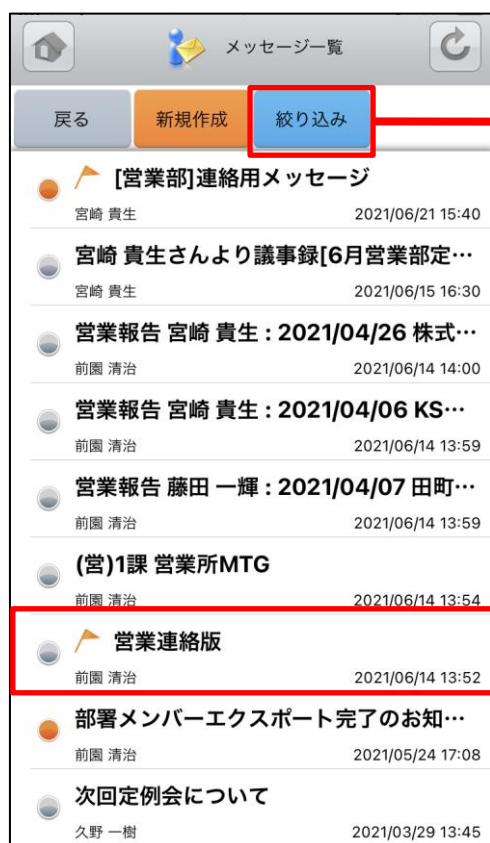 メッセージ一覧
戻る 新規作成 絞り込み
[営業部]連絡用メッセージ
宮崎 貴生 2021/06/21 15:40
宮崎 貴生さんより議事録[6月営業部定…
宮崎 貴生 2021/06/15 16:30
営業報告 宮崎 貴生 : 2021/04/26 株式…
前園 清治 2021/06/14 14:00
営業報告 宮崎 貴生 : 2021/04/06 KS…
前園 清治 2021/06/14 13:59
営業報告 藤田 一輝 : 2021/04/07 田町…
前園 清治 2021/06/14 13:59
(営)1課 営業所MTG
前園 清治 2021/06/14 13:54
営業連絡版
前園 清治 2021/06/14 13:52
部署メンバーエクスポート完了のお知…
前園 清治 2021/05/24 17:08
次回定例会について
久野 一樹 2021/03/29 13:45